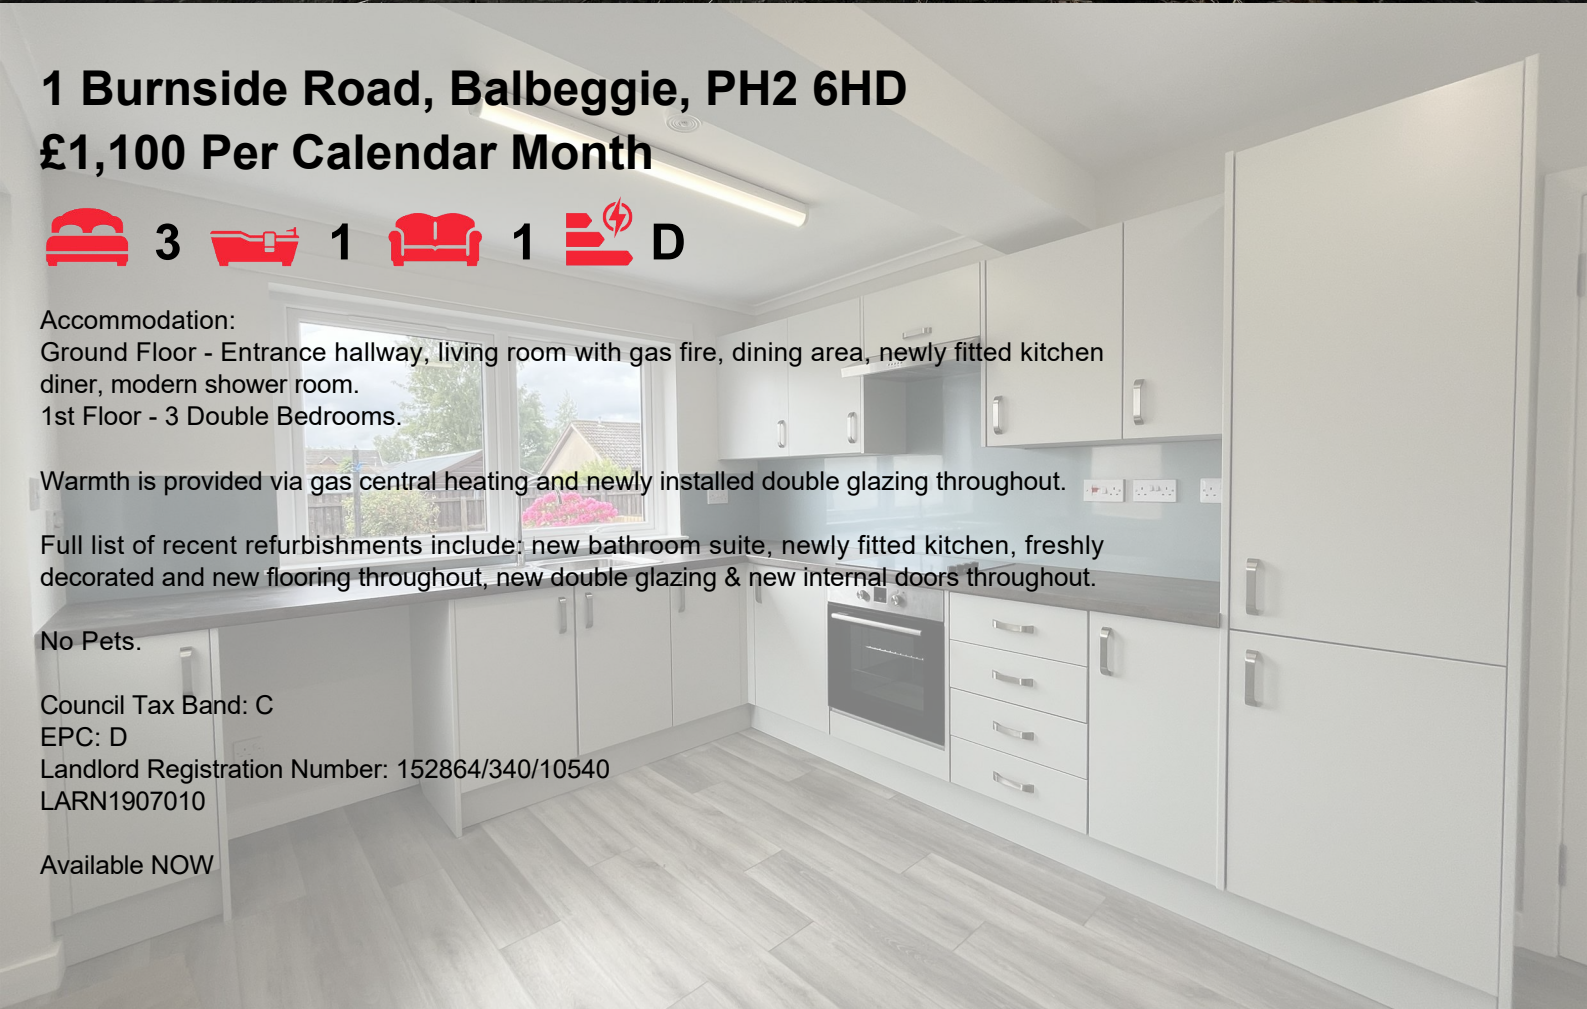 1 Burnside Road, Balbeggie, PH2 6HD
£1,100 Per Calendar Month
3 1 1 D
Accommodation:
Ground Floor - Entrance hallway, living room with gas fire, dining area, newly fitted kitchen
diner, modern shower room.
1st Floor - 3 Double Bedrooms.
Warmth is provided via gas central heating and newly installed double glazing throughout.
Full list of recent refurbishments include: new bathroom suite, newly fitted kitchen, freshly
decorated and new flooring throughout, new double glazing & new internal doors throughout.
No Pets.
Council Tax Band: C
EPC: D
Landlord Registration Number: 152864/340/10540
LARN1907010
Available NOW